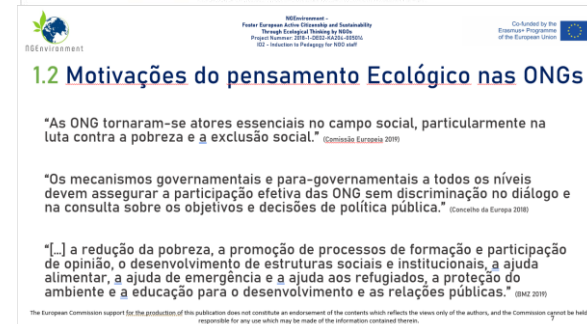 NGEnvironment
NGEnvironment -
Foster European Active Citizenship and Sustainability
Through Ecological Thinking by NGOs
Project Number: 2018-1-DE02-KA204-005014
IO2 – Induction to Pedagogy for NGO staff
Co-funded by the
Erasmus+ Programme
of the European Union
1.2 Motivações do pensamento Ecológico nas ONGs
“As ONG tornaram-se atores essenciais no campo social, particularmente na
luta contra a pobreza e a exclusão social.” (Comissão Europeia 2019)
“Os mecanismos governamentais e para-governamentais a todos os níveis
devem assegurar a participação efetiva das ONG sem discriminação no diálogo e
na consulta sobre os objetivos e decisões de política pública.” (Concelho da Europa 2018)
“[…] a redução da pobreza, a promoção de processos de formação e participação
de opinião, o desenvolvimento de estruturas sociais e institucionais, a ajuda
alimentar, a ajuda de emergência e a ajuda aos refugiados, a proteção do
ambiente e a educação para o desenvolvimento e as relações públicas.” (BMZ 2019)
The European Commission support for the production of this publication does not constitute an endorsement of the contents which reflects the views only of the authors, and the Commission cannot be
responsible for any use which may be made of the information contained therein.
7